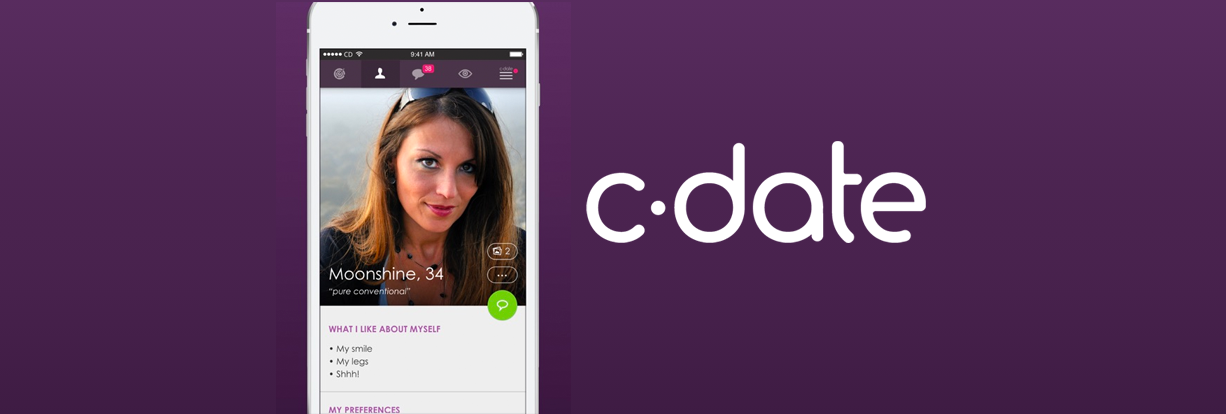 CD
9:41 AM
38
c-date
2
Moonshine, 34
...
“pure conventional”
WHAT I LIKE ABOUT MYSELF
• My smile
• My legs
• Shhh!
MY PREFERENCES
c·date